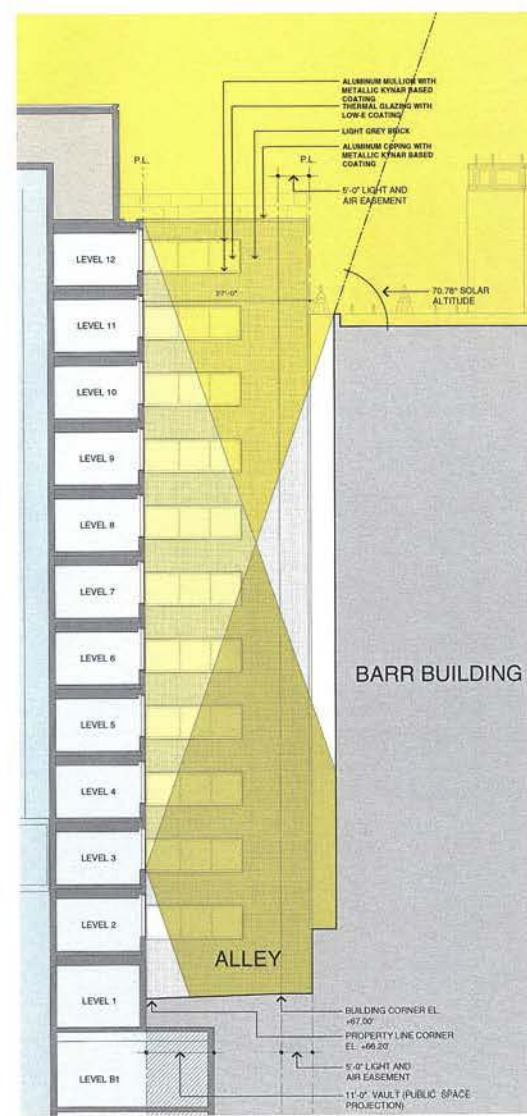 ALUMINUM MULLION WITH
METALLIC KYNAR BASED
COATING
THERMAL GLAZING WITH
LOW-E COATING
LIGHT GREY BRICK
ALUMINUM COPING WITH
METALLIC KYNAR BASED
COATING
P.L.
P.L.
5'-0" LIGHT AND
AIR EASEMENT
LEVEL 12
70.78° SOLAR
ALTITUDE
LEVEL 11
LEVEL 10
LEVEL 9
LEVEL 8
LEVEL 7
LEVEL 6
BARR BUILDING
LEVEL 5
LEVEL 4
LEVEL 3
LEVEL 2
ALLEY
LEVEL 1
BUILDING CORNER EL.
+67.00'
PROPERTY LINE CORNER
EL. +66.20'
LEVEL B1
5'-0" LIGHT AND
AIR EASEMENT
11'-0" VAULT (PUBLIC SPACE
PROJECTION)